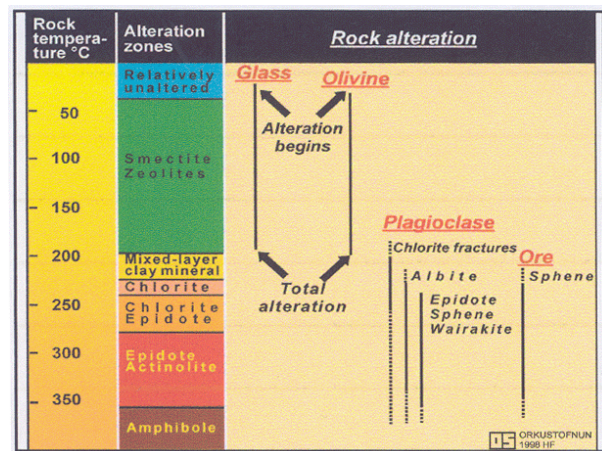 Rock
tempera-
ture °C
Alteration
zones
Rock alteration
Relatively
unaltered
Smectite
Zeolites
Mixed-layer
clay mineral
Chlorite
Chlorite
Epidote
Epidote
Actinolite
Amphibole
50
100
150
200
250
300
350
Glass
Olivine
Alteration
begins
Total
alteration
Plagioclase
Chlorite fractures
Albite
Epidote
Sphene
Wairakite
Ore
Sphene
OS
ORKUSTOFNUN
1998 HF